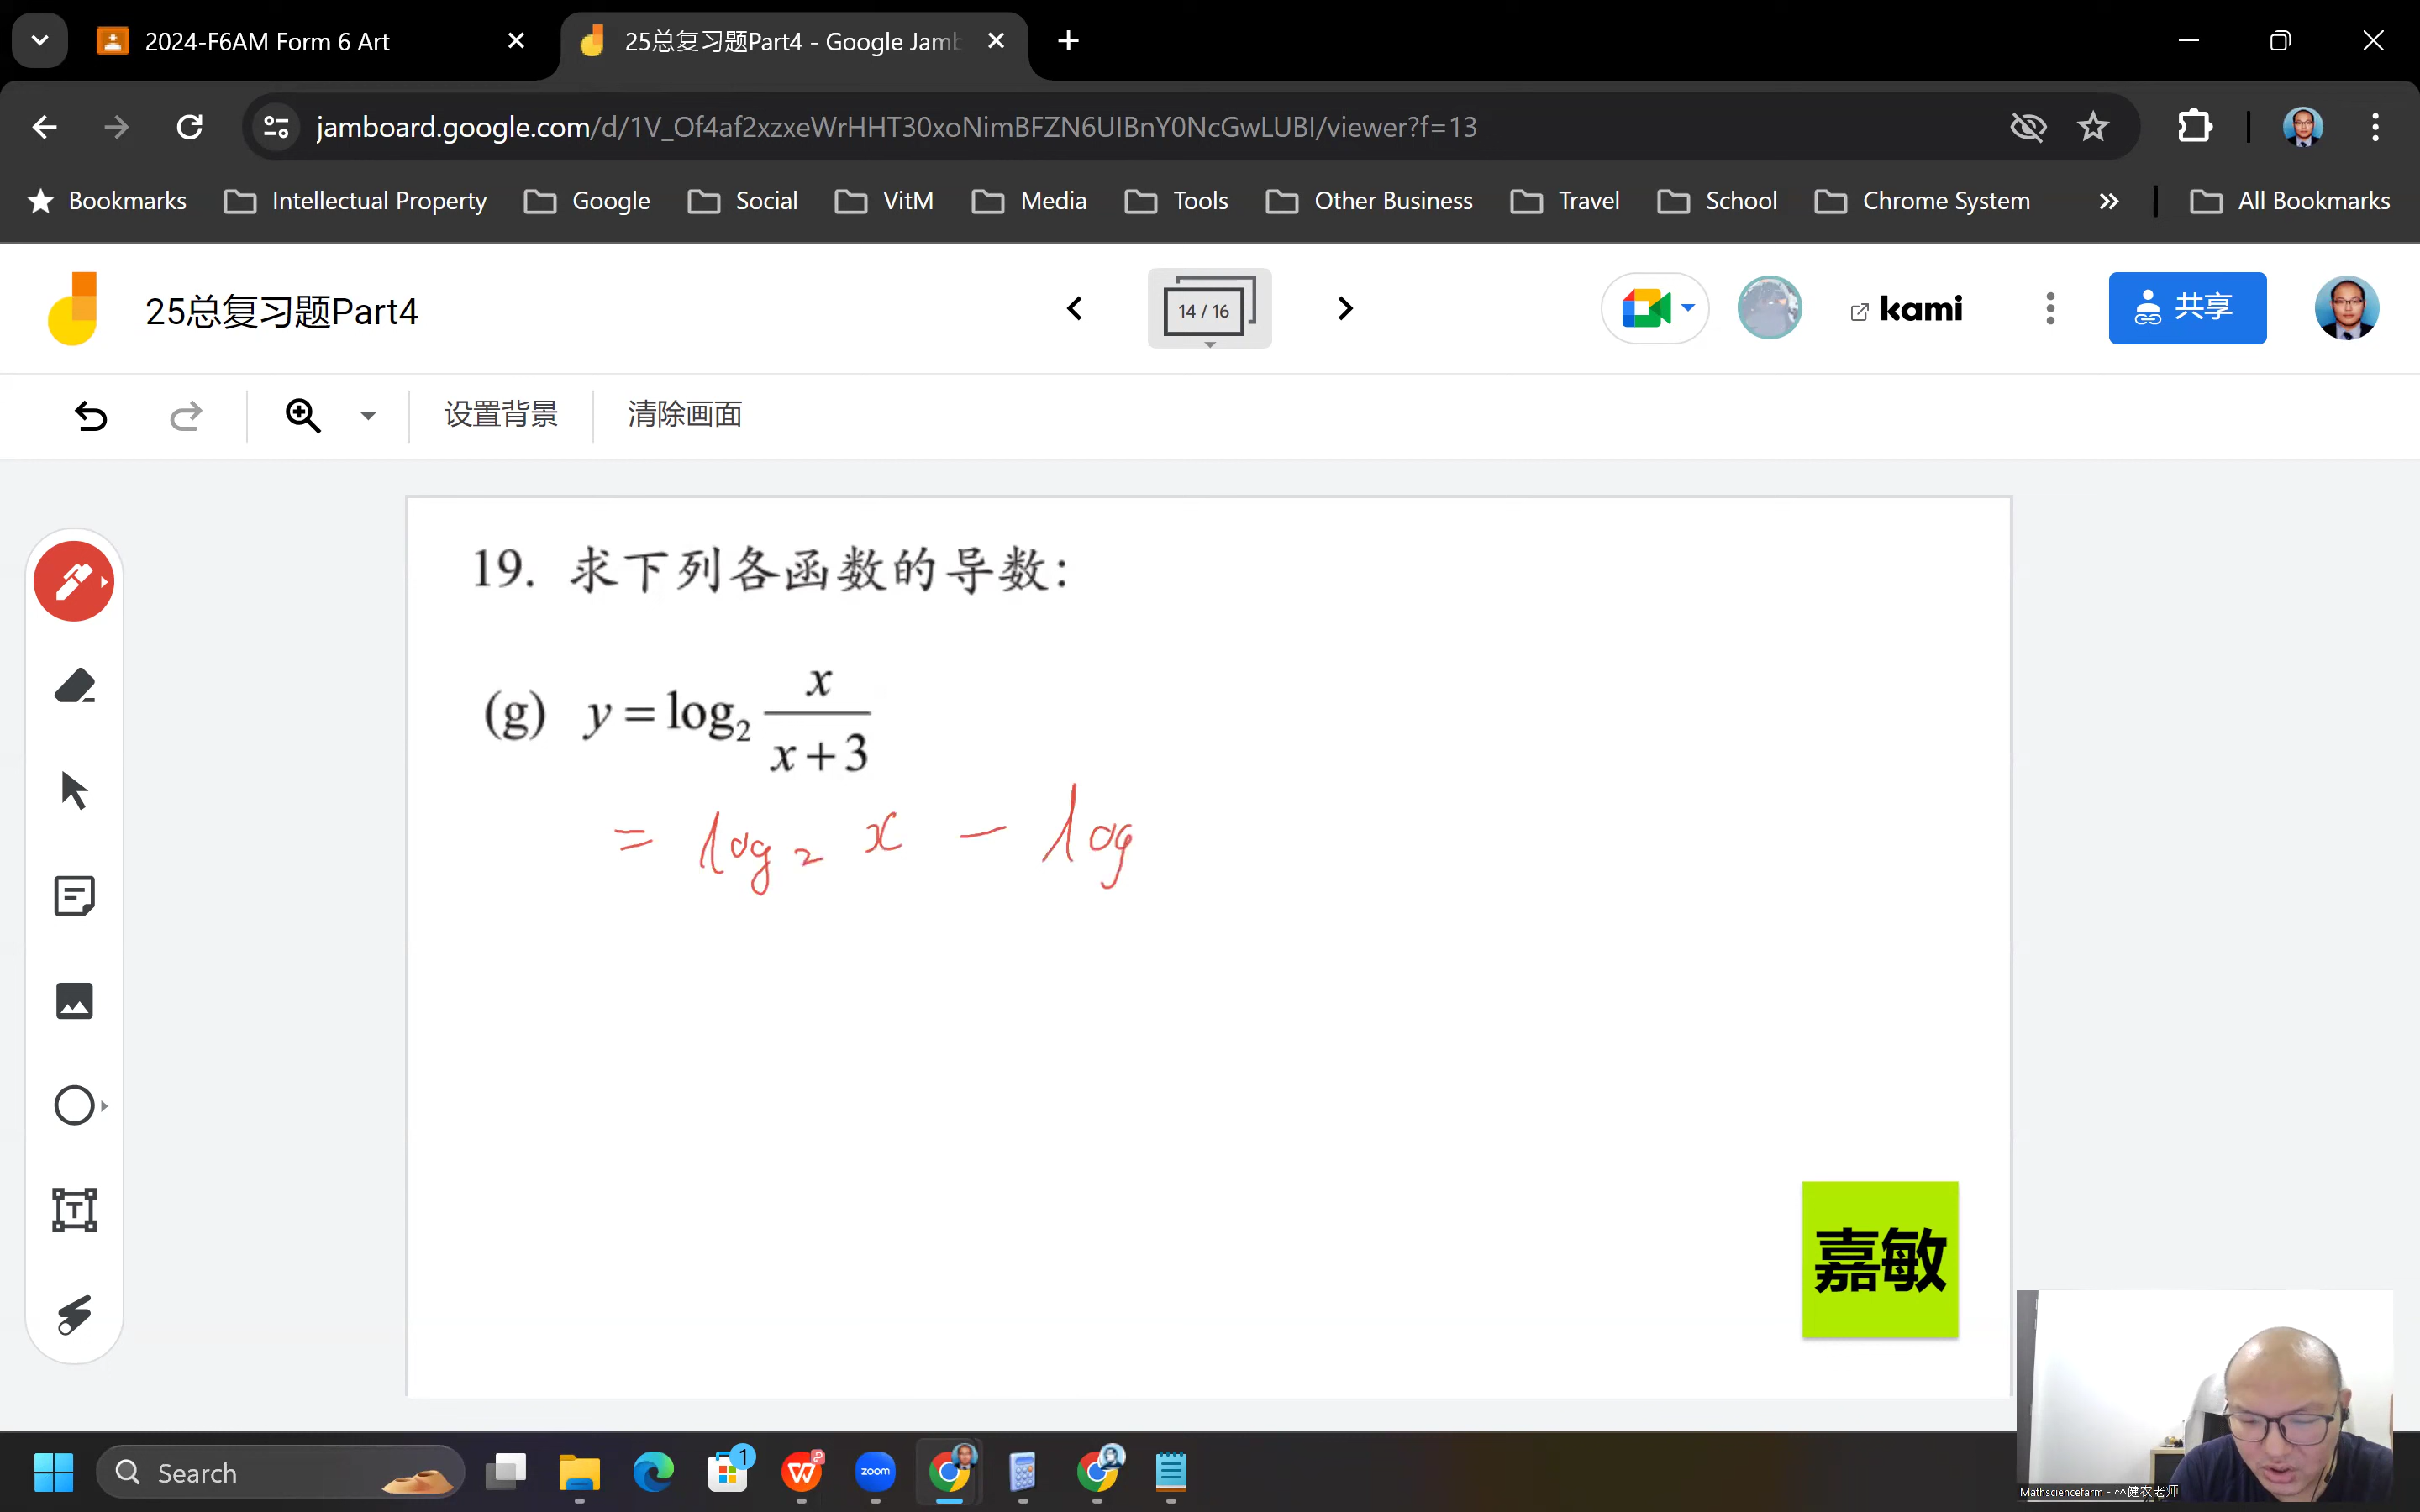 2024-F6AM Form 6 Art
25总复习题Part4 - Google Jamb
jamboard.google.com/d/1V_Of4af2xzxeWrHHT30xoNimBFZN6UIBnY0NcGwLUBI/viewer?f=13
Bookmarks Intellectual Property Google Social VitM Media Tools Other Business Travel School Chrome System All Bookmarks
25总复习题Part4 14 / 16 kami 共享
设置背景 清除画面
19. 求下列各函数的导数:
(g) y = log₂ x/(x+3)
= log₂ x − log
嘉敏
Mathsciencefarm - 林健农老师
Search 1 zoom